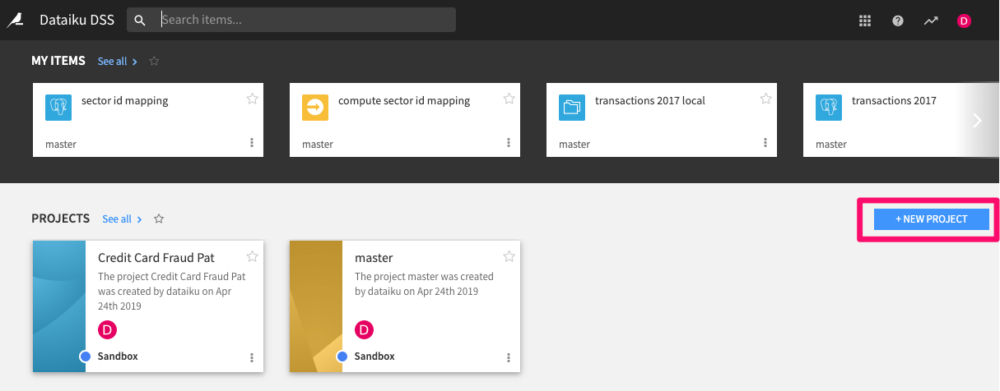 Dataiku DSS
Search items...
D
MY ITEMS See all >
sector id mapping
master
compute sector id mapping
master
transactions 2017 local
master
transactions 2017
master
PROJECTS See all >
+ NEW PROJECT
Credit Card Fraud Pat
The project Credit Card Fraud Pat
was created by dataiku on Apr
24th 2019
D
Sandbox
master
The project master was created
by dataiku on Apr 24th 2019
D
Sandbox